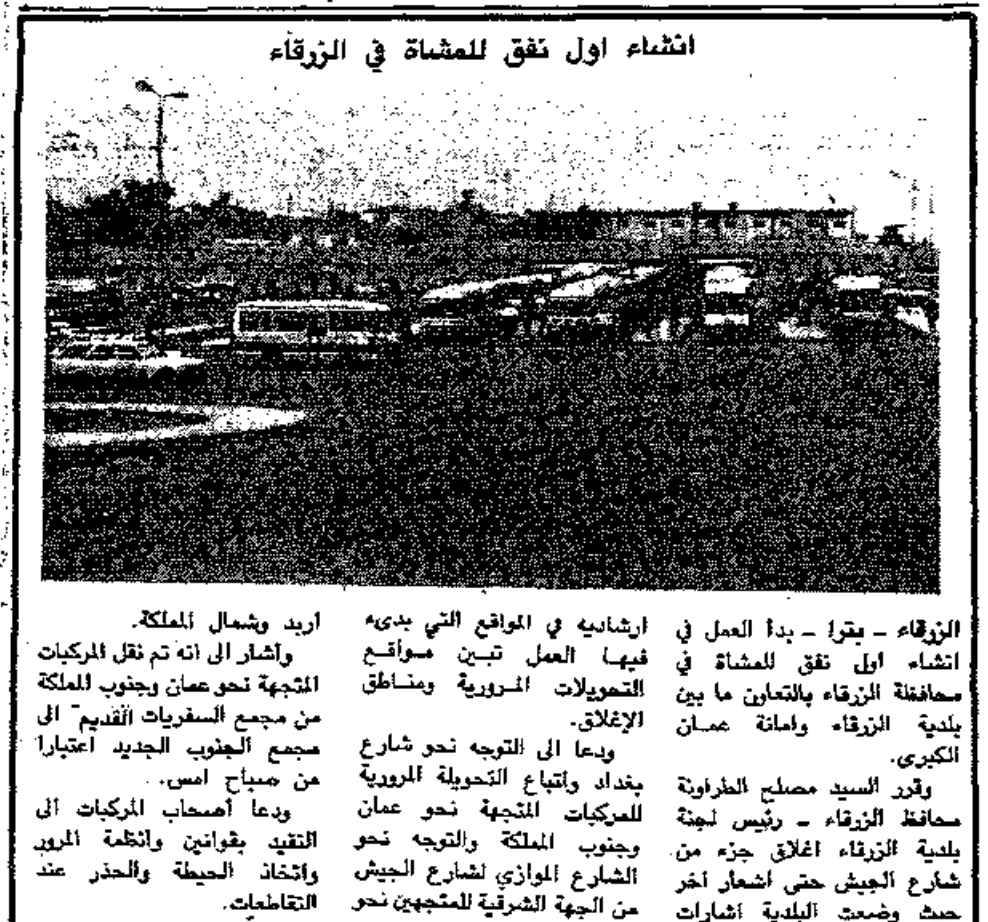 انشاء اول نفق للمشاة في الزرقاء
الزرقاء ـ بترا ـ بدأ العمل في
انشاء اول نفق للمشاة في
محافظة الزرقاء بالتعاون ما بين
بلدية الزرقاء وامانة عمان
الكبرى.
وقرر السيد مصلح الطراونة
محافظ الزرقاء ـ رئيس لجنة
بلدية الزرقاء اغلاق جزء من
شارع الجيش حتى اشعار اخر
حيث وضعت البلدية اشارات
ارشاديه في المواقع التي بدىء
فيها العمل تبين مواقع
التحويلات المرورية ومناطق
الإغلاق.
ودعا الى التوجه نحو شارع
بغداد واتباع التحويلة المرورية
للمركبات المتجهة نحو عمان
وجنوب المملكة والتوجه نحو
الشارع الموازي لشارع الجيش
من الجهة الشرقية للمتجهين نحو
اربد وشمال المملكة.
واشار الى انه تم نقل المركبات
المتجهة نحو عمان وجنوب المملكة
من مجمع السفريات القديم الى
مجمع الجنوب الجديد اعتبارا
من صباح امس.
ودعا أصحاب المركبات الى
التقيد بقوانين وانظمة المرور
واتخاذ الحيطة والحذر عند
التقاطعات.